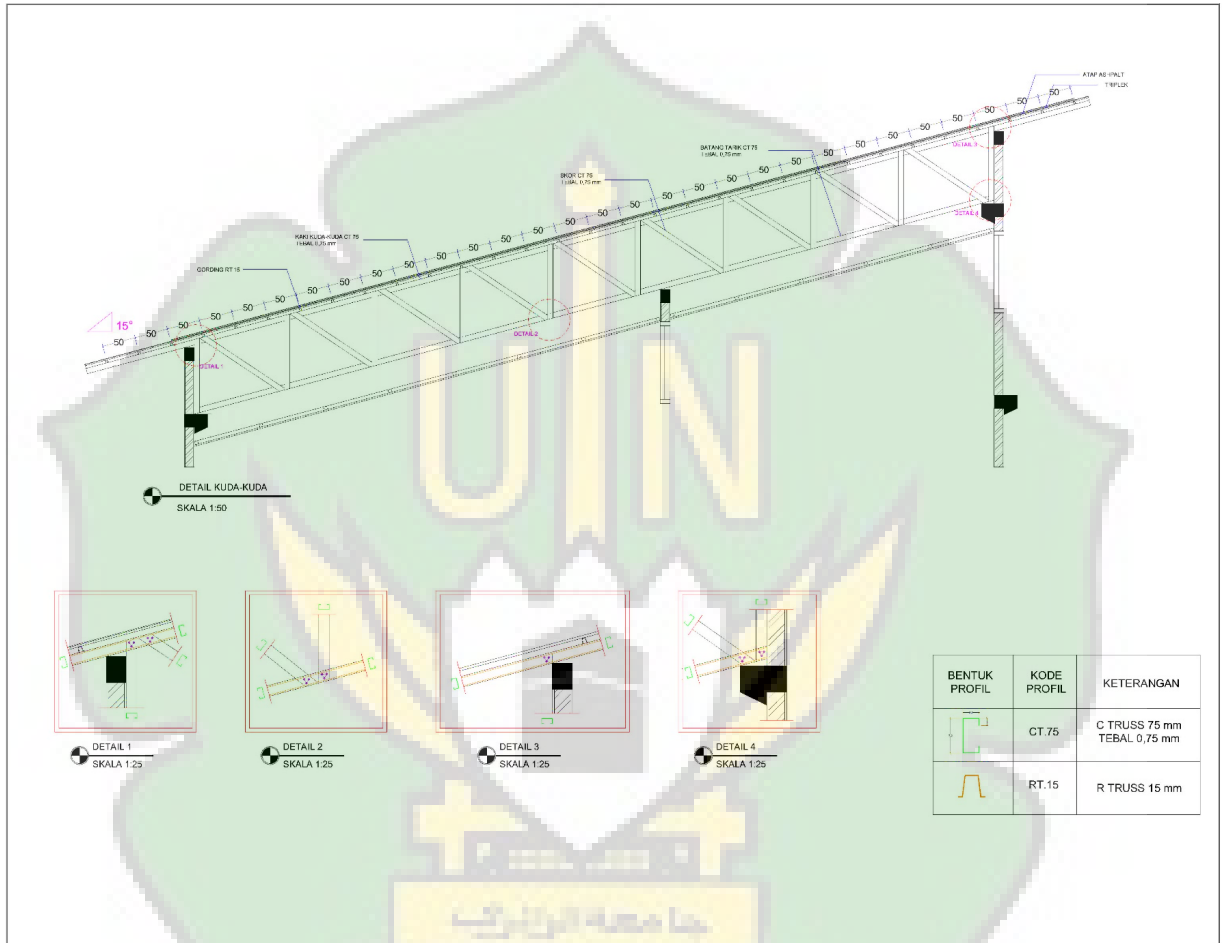 ATAP ASPALT
TRIPLEK
BATANG TARIK CT 75
TEBAL 0,75 mm
SKOR CT 75
TEBAL 0,75 mm
KAKI KUDA-KUDA CT 75
TEBAL 0,75 mm
GORDING RT 15
50 50 50 50 50 50 50 50 50 50 50 50 50 50 50 50 50 50 50 50 50 50 50 50 50 50 50 50 50 50
15°
DETAIL 1
DETAIL 2
DETAIL 3
DETAIL 4
UIN
DETAIL KUDA-KUDA
SKALA 1:50
DETAIL 1
SKALA 1:25
DETAIL 2
SKALA 1:25
DETAIL 3
SKALA 1:25
DETAIL 4
SKALA 1:25
BENTUK PROFIL
KODE PROFIL
KETERANGAN
CT.75
C TRUSS 75 mm
TEBAL 0,75 mm
RT.15
R TRUSS 15 mm
جامعة الرانيري